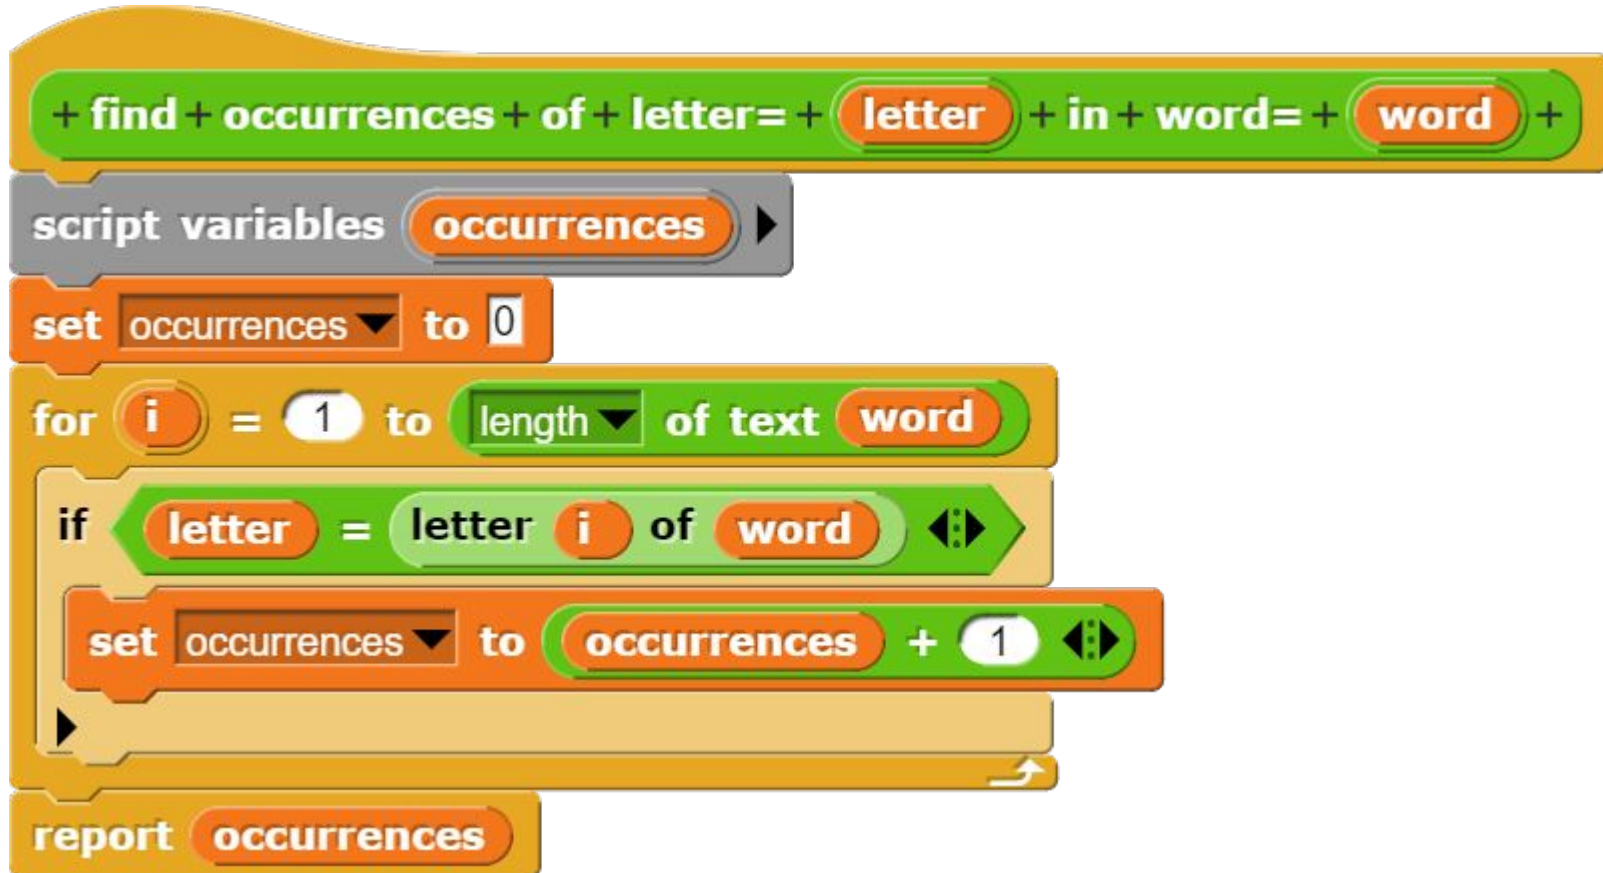 + find + occurrences + of + letter= + letter + in + word= + word +
script variables occurrences
set occurrences to 0
for i = 1 to length of text word
if letter = letter i of word
set occurrences to occurrences + 1
report occurrences